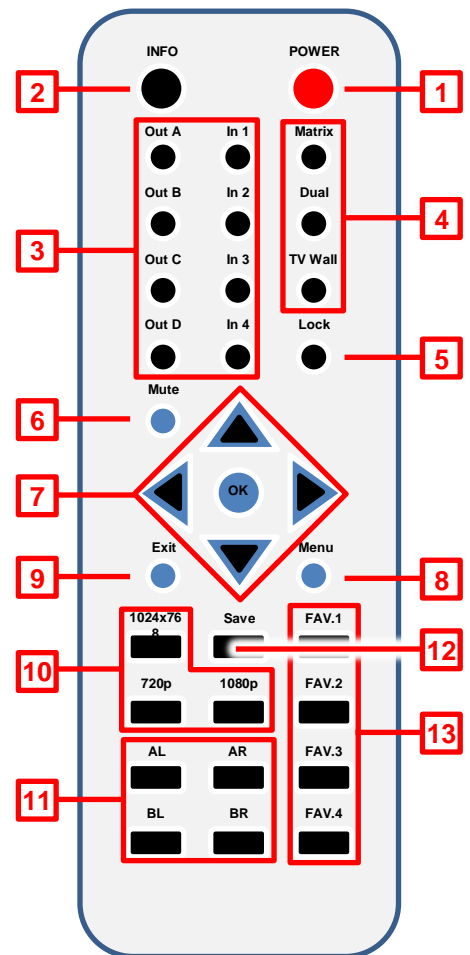 INFO POWER
2 1
Out A In 1 Matrix
Out B In 2 Dual
3 4
Out C In 3 TV Wall
Out D In 4 Lock
5
Mute
6
7 OK
Exit Menu
9 8
1024x76
8
Save FAV.1
10 12
720p 1080p FAV.2
13
AL AR FAV.3
11
BL BR FAV.4